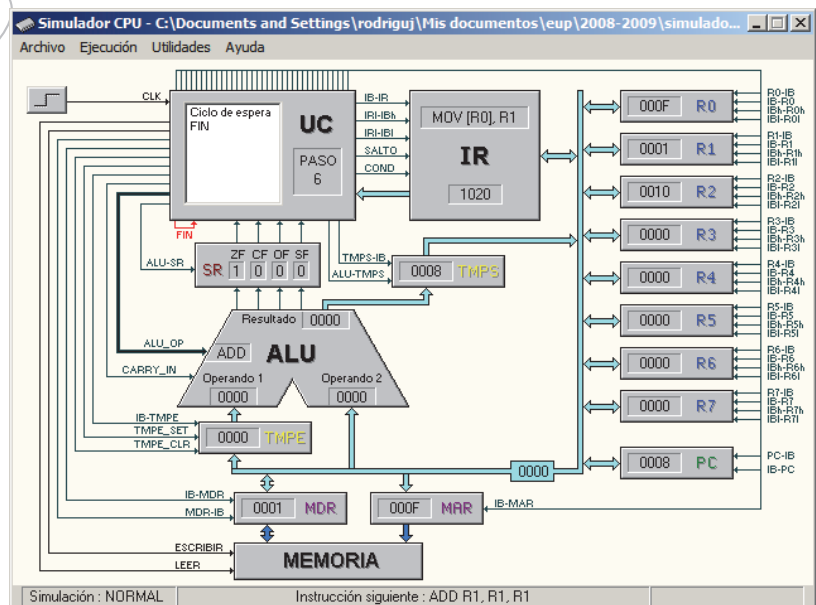 Simulador CPU - C:\Documents and Settings\rodriguj\Mis documentos\eup\2008-2009\simulado...
Archivo Ejecución Utilidades Ayuda
CLK
Ciclo de espera
FIN
UC
PASO
6
IB-IR
IRI-IBh
IRI-IBl
SALTO
COND
MOV [R0], R1
IR
1020
FIN
ALU-SR
SR
ZF CF OF SF
1 0 0 0
TMPS-IB
ALU-TMPS
0008 TMPS
Resultado 0000
ALU_OP
ADD
ALU
CARRY_IN
Operando 1
0000
Operando 2
0000
IB-TMPE
TMPE_SET
TMPE_CLR
0000 TMPE
0000
IB-MDR
MDR-IB
0001 MDR
000F MAR
IB-MAR
ESCRIBIR
LEER
MEMORIA
000F R0
R0-IB
IB-R0
IBh-R0h
IBl-R0l
0001 R1
R1-IB
IB-R1
IBh-R1h
IBl-R1l
0010 R2
R2-IB
IB-R2
IBh-R2h
IBl-R2l
0000 R3
R3-IB
IB-R3
IBh-R3h
IBl-R3l
0000 R4
R4-IB
IB-R4
IBh-R4h
IBl-R4l
0000 R5
R5-IB
IB-R5
IBh-R5h
IBl-R5l
0000 R6
R6-IB
IB-R6
IBh-R6h
IBl-R6l
0000 R7
R7-IB
IB-R7
IBh-R7h
IBl-R7l
0008 PC
PC-IB
IB-PC
Simulación : NORMAL
Instrucción siguiente : ADD R1, R1, R1